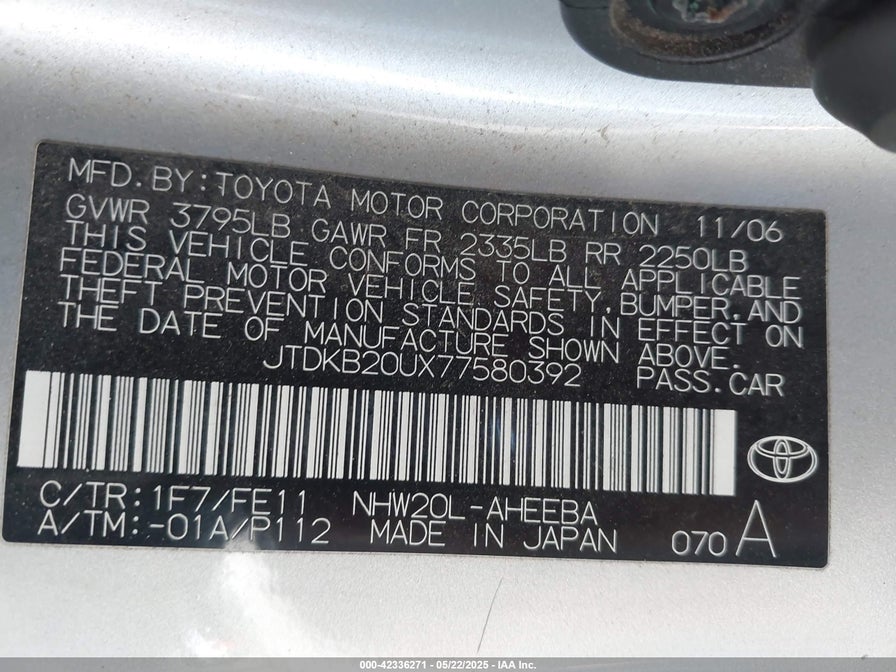 MFD. BY: TOYOTA MOTOR CORPORATION 11/06
GVWR 3795LB GAWR FR 2335LB RR 2250LB
THIS VEHICLE CONFORMS TO ALL APPLICABLE
FEDERAL MOTOR VEHICLE SAFETY, BUMPER, AND
THEFT PREVENTION STANDARDS IN EFFECT ON
THE DATE OF MANUFACTURE SHOWN ABOVE.
JTDKB20UX77580392 PASS. CAR
C/TR: 1F7/FE11 NHW20L-AHEEBA
A/TM: -01A/P112 MADE IN JAPAN 070 A
000-42336271 - 05/22/2025 - IAA Inc.